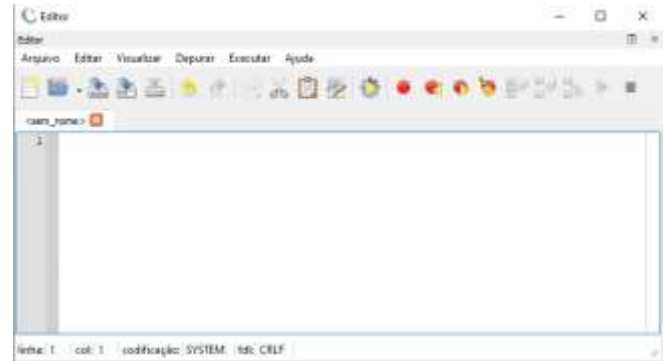 Editor
Editor
Arquivo Editar Visualizar Depurar Executar Ajuda
<sem_nome>
1
linha: 1 col: 1 codificação: SYSTEM fdl: CRLF